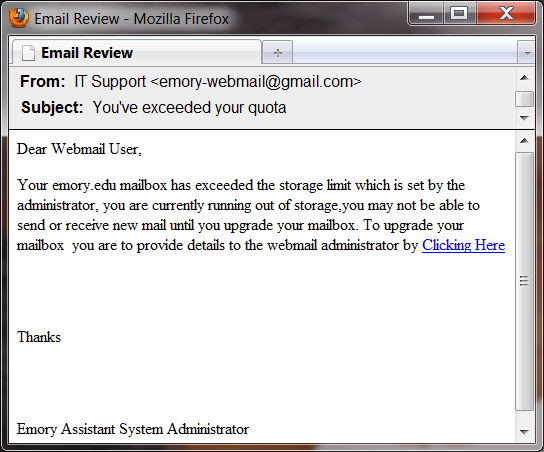 Email Review - Mozilla Firefox
Email Review
From: IT Support <emory-webmail@gmail.com>
Subject: You've exceeded your quota
Dear Webmail User,
Your emory.edu mailbox has exceeded the storage limit which is set by the
administrator, you are currently running out of storage,you may not be able to
send or receive new mail until you upgrade your mailbox. To upgrade your
mailbox  you are to provide details to the webmail administrator by Clicking Here
Thanks
Emory Assistant System Administrator